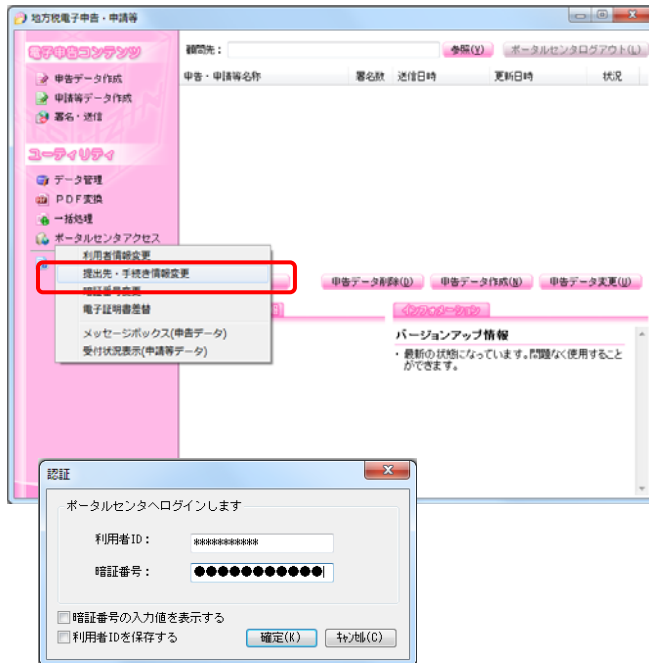 地方税電子申告・申請等
電子申告コンテンツ
申告データ作成
申請等データ作成
署名・送信
ユーティリティ
データ管理
PDF変換
一括処理
ポータルセンタアクセス
利用者情報変更
提出先・手続き情報変更
暗証番号変更
電子証明書差替
メッセージボックス(申告データ)
受付状況表示(申請等データ)
顧問先：
参照(V)
ポータルセンタログアウト(L)
申告・申請等名称 署名数 送信日時 更新日時 状況
申告データ削除(D) 申告データ作成(N) 申告データ変更(U)
インフォメーション
バージョンアップ情報
・最新の状態になっています。問題なく使用すること
ができます。
認証
ポータルセンタへログインします
利用者ID： ***********
暗証番号： ●●●●●●●●●●●
暗証番号の入力値を表示する
利用者IDを保存する
確定(K) ｷｬﾝｾﾙ(C)